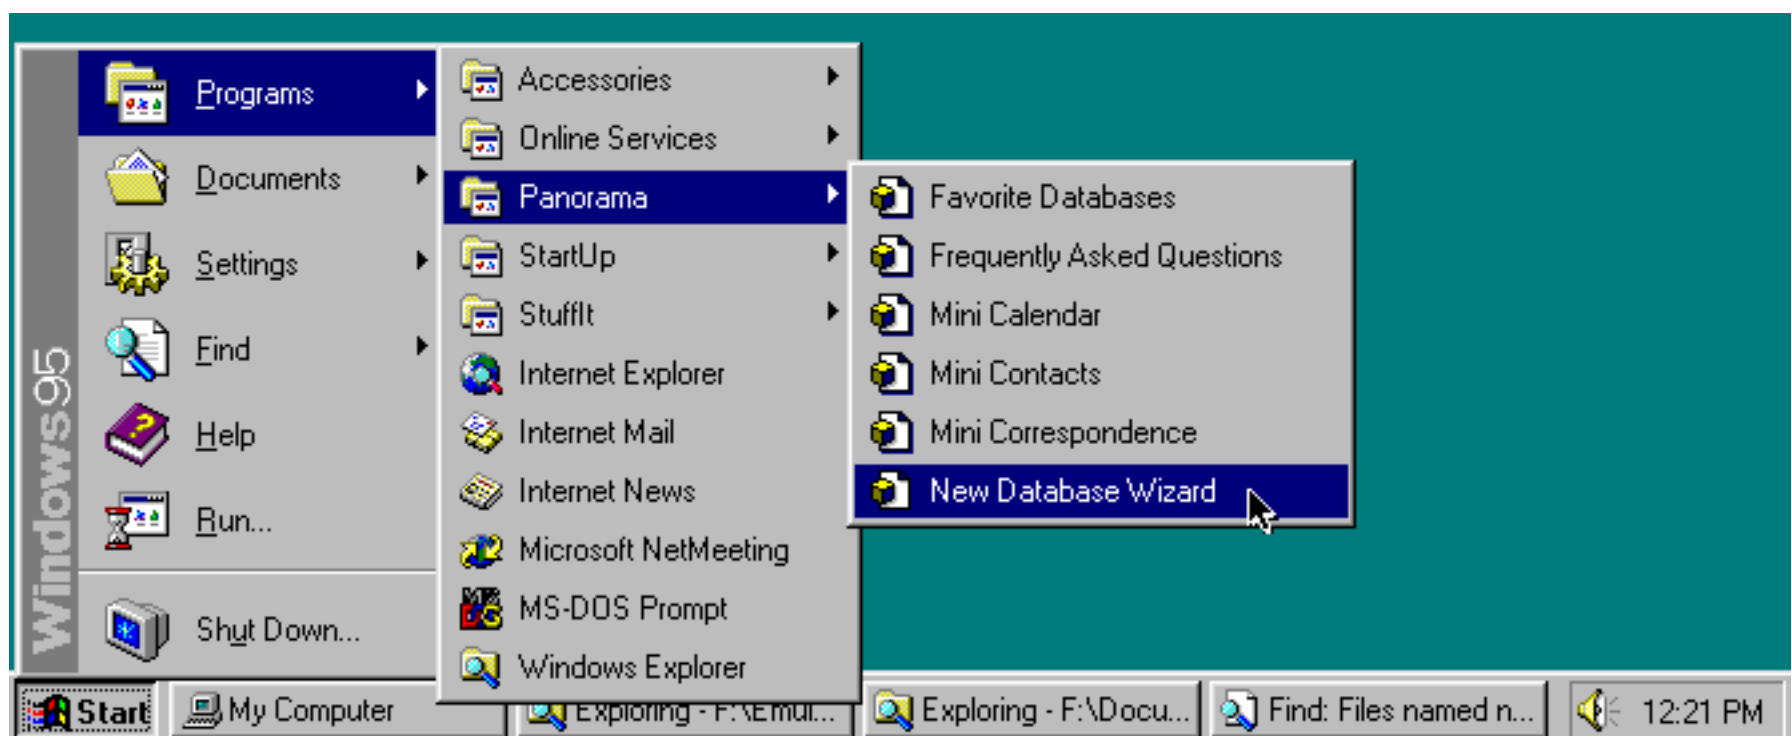 Windows95
Programs
Documents
Settings
Find
Help
Run...
Shut Down...
Accessories
Online Services
Panorama
StartUp
StuffIt
Internet Explorer
Internet Mail
Internet News
Microsoft NetMeeting
MS-DOS Prompt
Windows Explorer
Favorite Databases
Frequently Asked Questions
Mini Calendar
Mini Contacts
Mini Correspondence
New Database Wizard
Start
My Computer
Exploring - F:\Emul...
Exploring - F:\Docu...
Find: Files named n...
12:21 PM